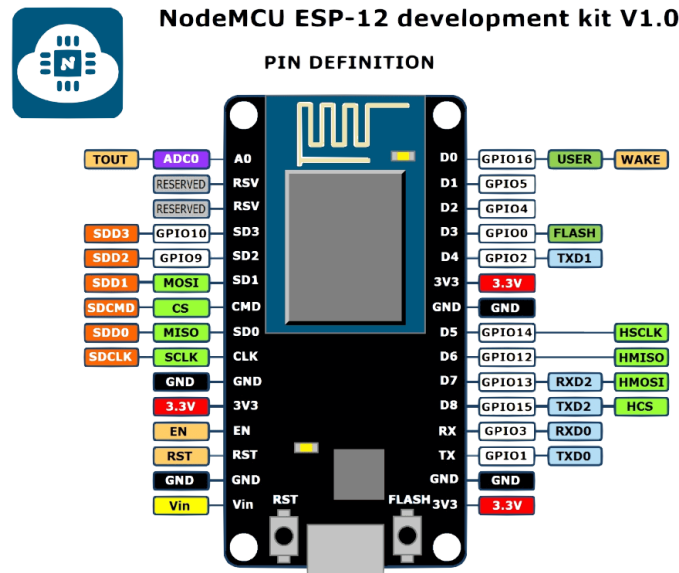 NodeMCU ESP-12 development kit V1.0
N
PIN DEFINITION
TOUT ADC0 A0 D0 GPIO16 USER WAKE
RESERVED RSV D1 GPIO5
RESERVED RSV D2 GPIO4
SDD3 GPIO10 SD3 D3 GPIO0 FLASH
SDD2 GPIO9 SD2 D4 GPIO2 TXD1
SDD1 MOSI SD1 3V3 3.3V
SDCMD CS CMD GND GND
SDD0 MISO SD0 D5 GPIO14 HSCLK
SDCLK SCLK CLK D6 GPIO12 HMISO
GND GND D7 GPIO13 RXD2 HMOSI
3.3V 3V3 D8 GPIO15 TXD2 HCS
EN EN RX GPIO3 RXD0
RST RST TX GPIO1 TXD0
GND GND GND GND
Vin Vin RST FLASH 3V3 3.3V